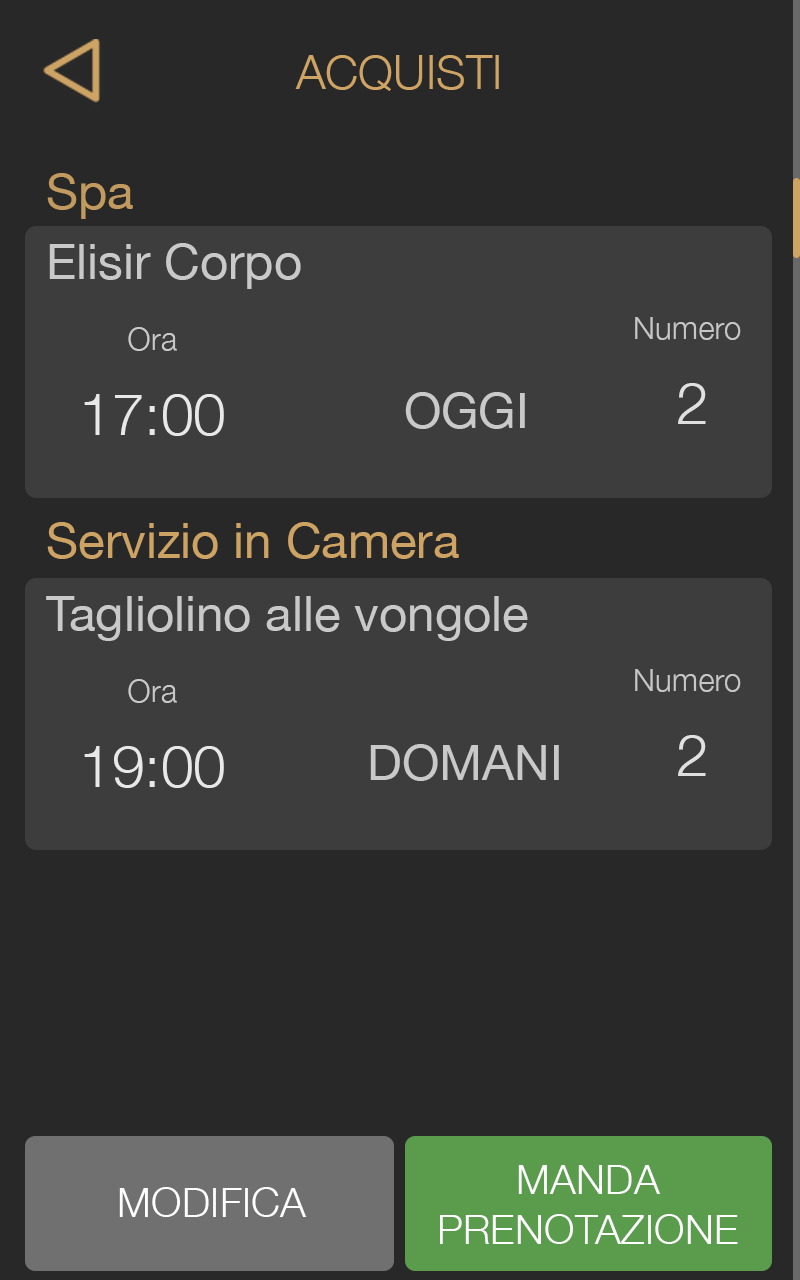 ACQUISTI
Spa
Elisir Corpo
Ora
Numero
17:00
OGGI
2
Servizio in Camera
Tagliolino alle vongole
Ora
Numero
19:00
DOMANI
2
MODIFICA
MANDA
PRENOTAZIONE